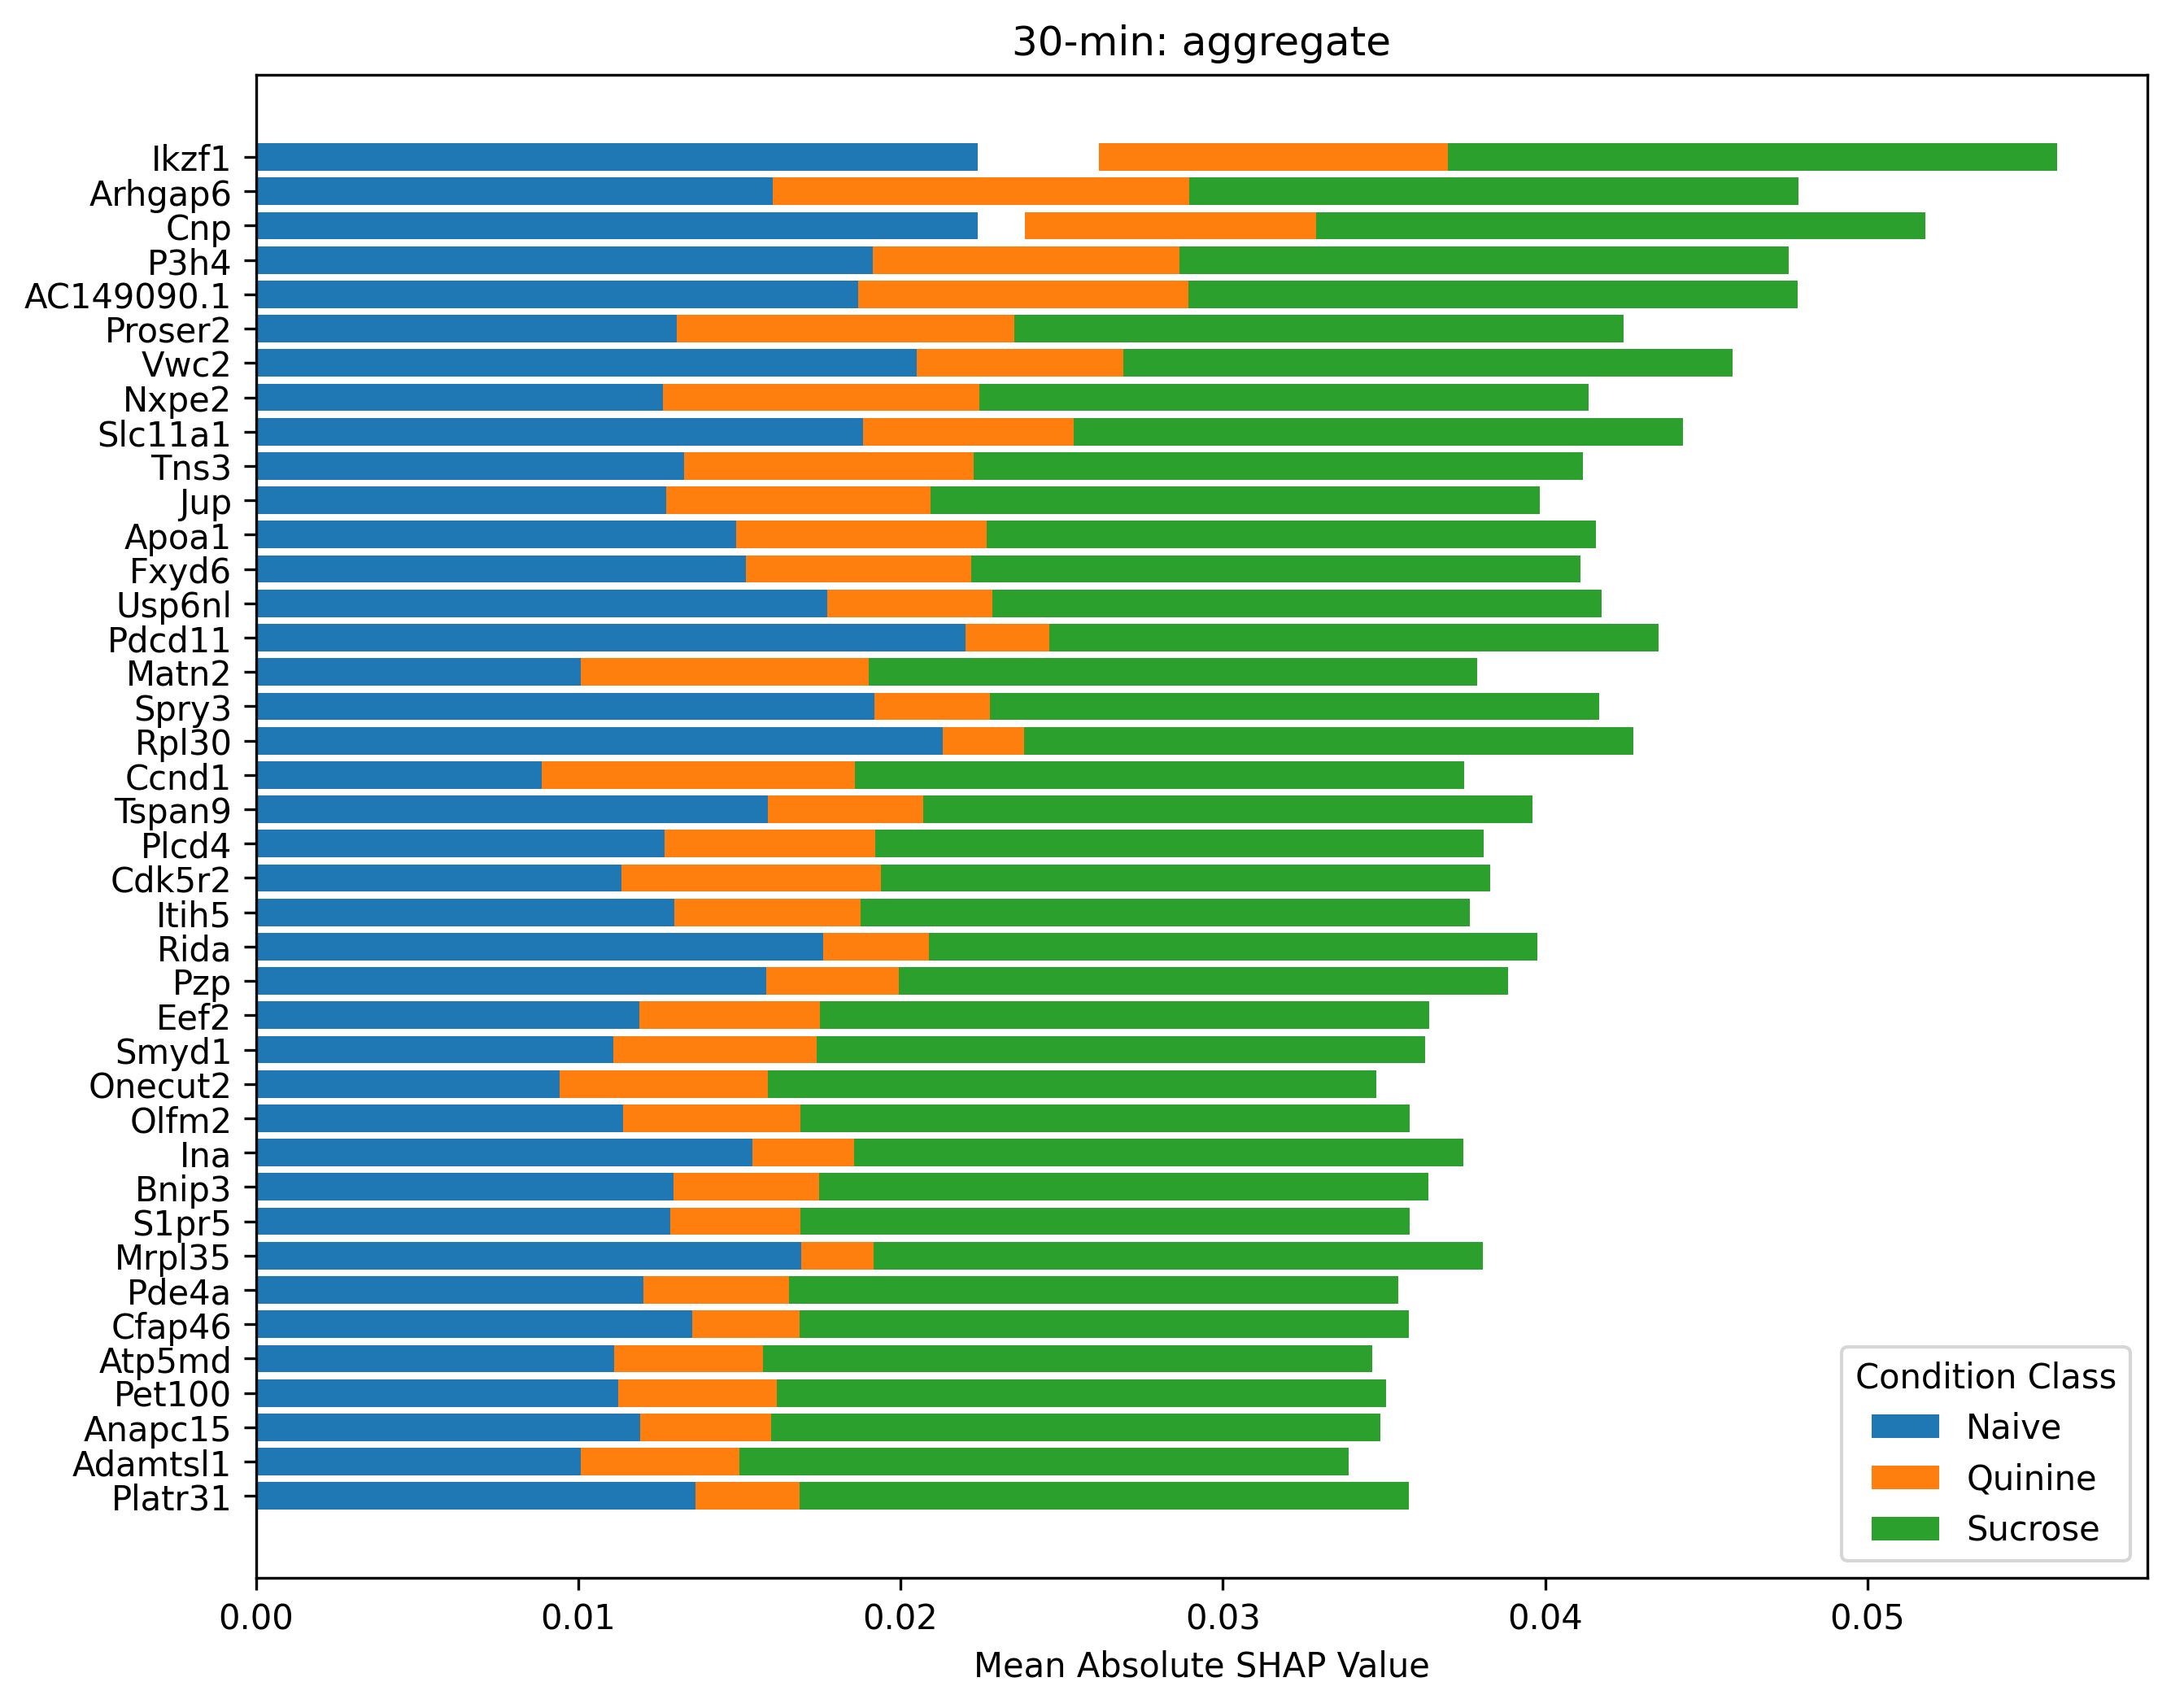 30-min: aggregate
Ikzf1
Arhgap6
Cnp
P3h4
AC149090.1
Proser2
Vwc2
Nxpe2
Slc11a1
Tns3
Jup
Apoa1
Fxyd6
Usp6nl
Pdcd11
Matn2
Spry3
Rpl30
Ccnd1
Tspan9
Plcd4
Cdk5r2
Itih5
Rida
Pzp
Eef2
Smyd1
Onecut2
Olfm2
Ina
Bnip3
S1pr5
Mrpl35
Pde4a
Cfap46
Atp5md
Pet100
Anapc15
Adamtsl1
Platr31
Condition Class
Naive
Quinine
Sucrose
0.00 0.01 0.02 0.03 0.04 0.05
Mean Absolute SHAP Value